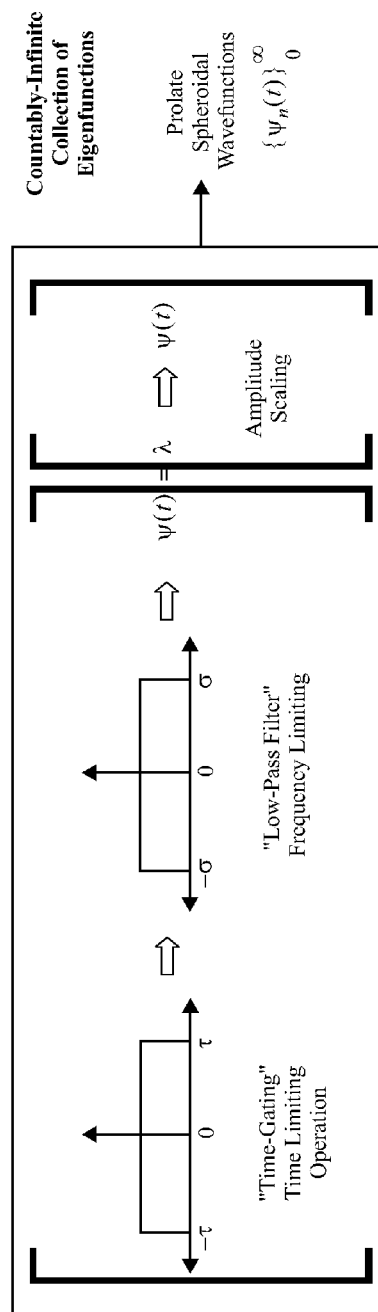 −τ 0 τ
"Time-Gating"
Time Limiting
Operation
−σ 0 σ
"Low-Pass Filter"
Frequency Limiting
ψ(t) = λ ψ(t)
Amplitude
Scaling
Countably-Infinite
Collection of
Eigenfunctions
Prolate
Spheroidal
Wavefunctions
{ψₙ(t)}₀^∞